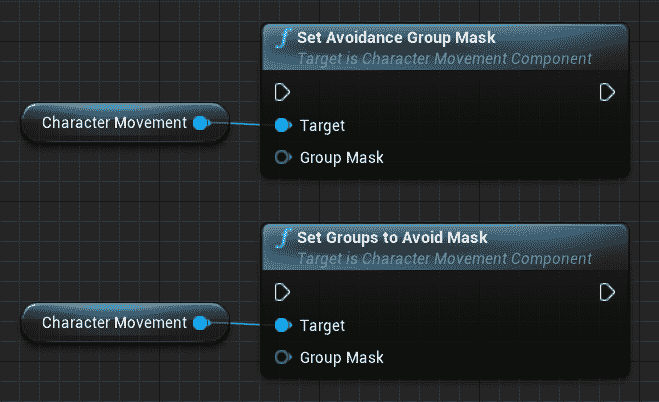 Set Avoidance Group Mask
Target is Character Movement Component
Character Movement
Target
Group Mask
Set Groups to Avoid Mask
Target is Character Movement Component
Character Movement
Target
Group Mask